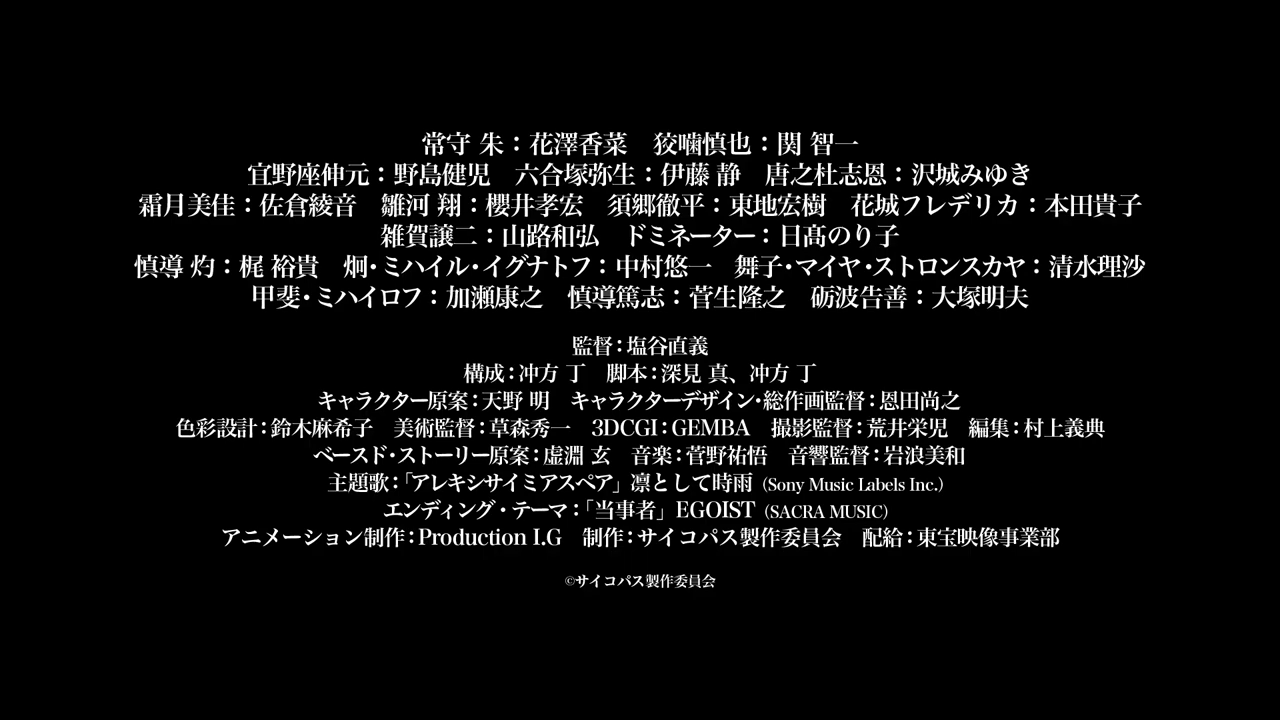 常守 朱：花澤香菜　狡噛慎也：関 智一
宜野座伸元：野島健児　六合塚弥生：伊藤 静　唐之杜志恩：沢城みゆき
霜月美佳：佐倉綾音　雛河 翔：櫻井孝宏　須郷徹平：東地宏樹　花城フレデリカ：本田貴子
雑賀譲二：山路和弘　ドミネーター：日髙のり子
慎導 灼：梶 裕貴　炯・ミハイル・イグナトフ：中村悠一　舞子・マイヤ・ストロンスカヤ：清水理沙
甲斐・ミハイロフ：加瀬康之　慎導篤志：菅生隆之　砺波告善：大塚明夫
監督：塩谷直義
構成：冲方 丁　脚本：深見 真、冲方 丁
キャラクター原案：天野 明　キャラクターデザイン・総作画監督：恩田尚之
色彩設計：鈴木麻希子　美術監督：草森秀一　3DCGI：GEMBA　撮影監督：荒井栄児　編集：村上義典
ベースド・ストーリー原案：虚淵 玄　音楽：菅野祐悟　音響監督：岩浪美和
主題歌：「アレキシサイミアスペア」凛として時雨（Sony Music Labels Inc.）
エンディング・テーマ：「当事者」EGOIST（SACRA MUSIC）
アニメーション制作：Production I.G　制作：サイコパス製作委員会　配給：東宝映像事業部
©サイコパス製作委員会